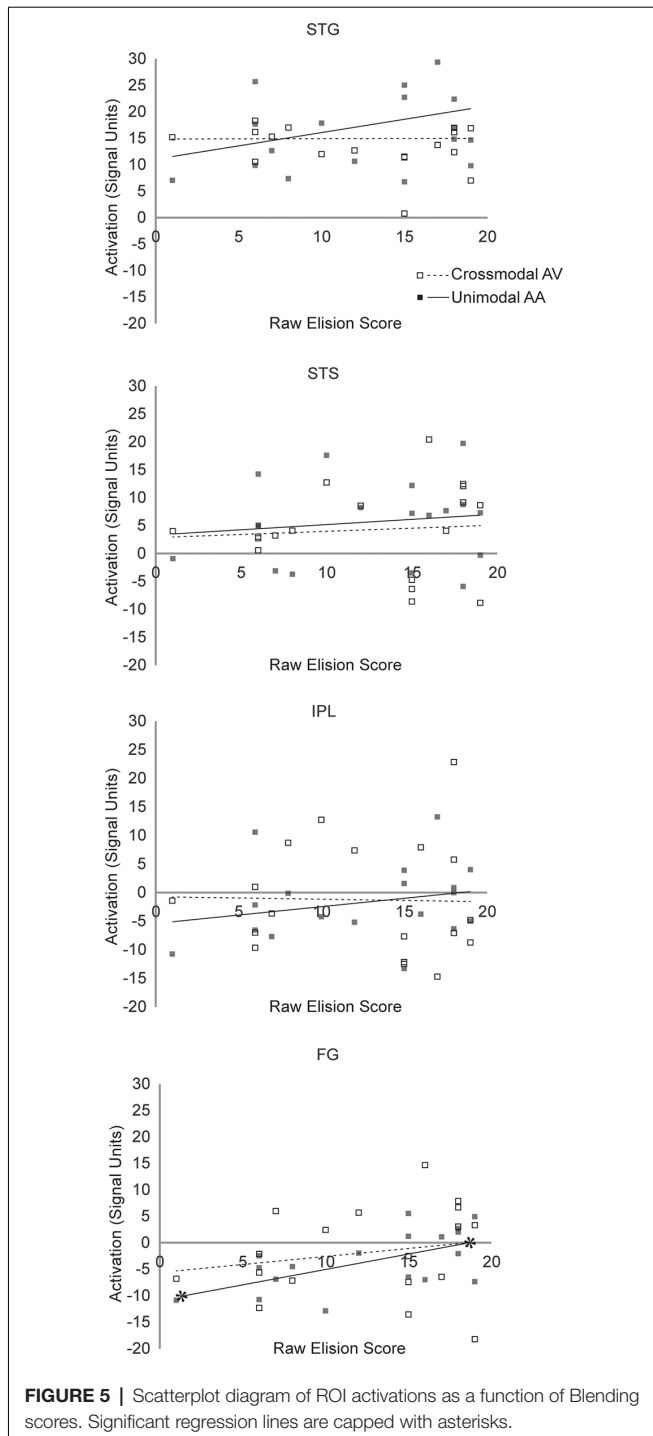 STG
30
25
20
15
10
5
0
-5
-10
-15
-20
0 5 10 15 20
Activation (Signal Units)
Crossmodal AV
Unimodal AA
Raw Elision Score
STS
30
25
20
15
10
5
0
-5
-10
-15
-20
0 5 10 15 20
Activation (Signal Units)
Raw Elision Score
IPL
30
25
20
15
10
5
0
-5
-10
-15
-20
0 5 10 15 20
Activation (Signal Units)
Raw Elision Score
FG
30
25
20
15
10
5
0
-5
-10
-15
-20
0 5 10 15 20
Activation (Signal Units)
* *
Raw Elision Score
FIGURE 5 | Scatterplot diagram of ROI activations as a function of Blending
scores. Significant regression lines are capped with asterisks.